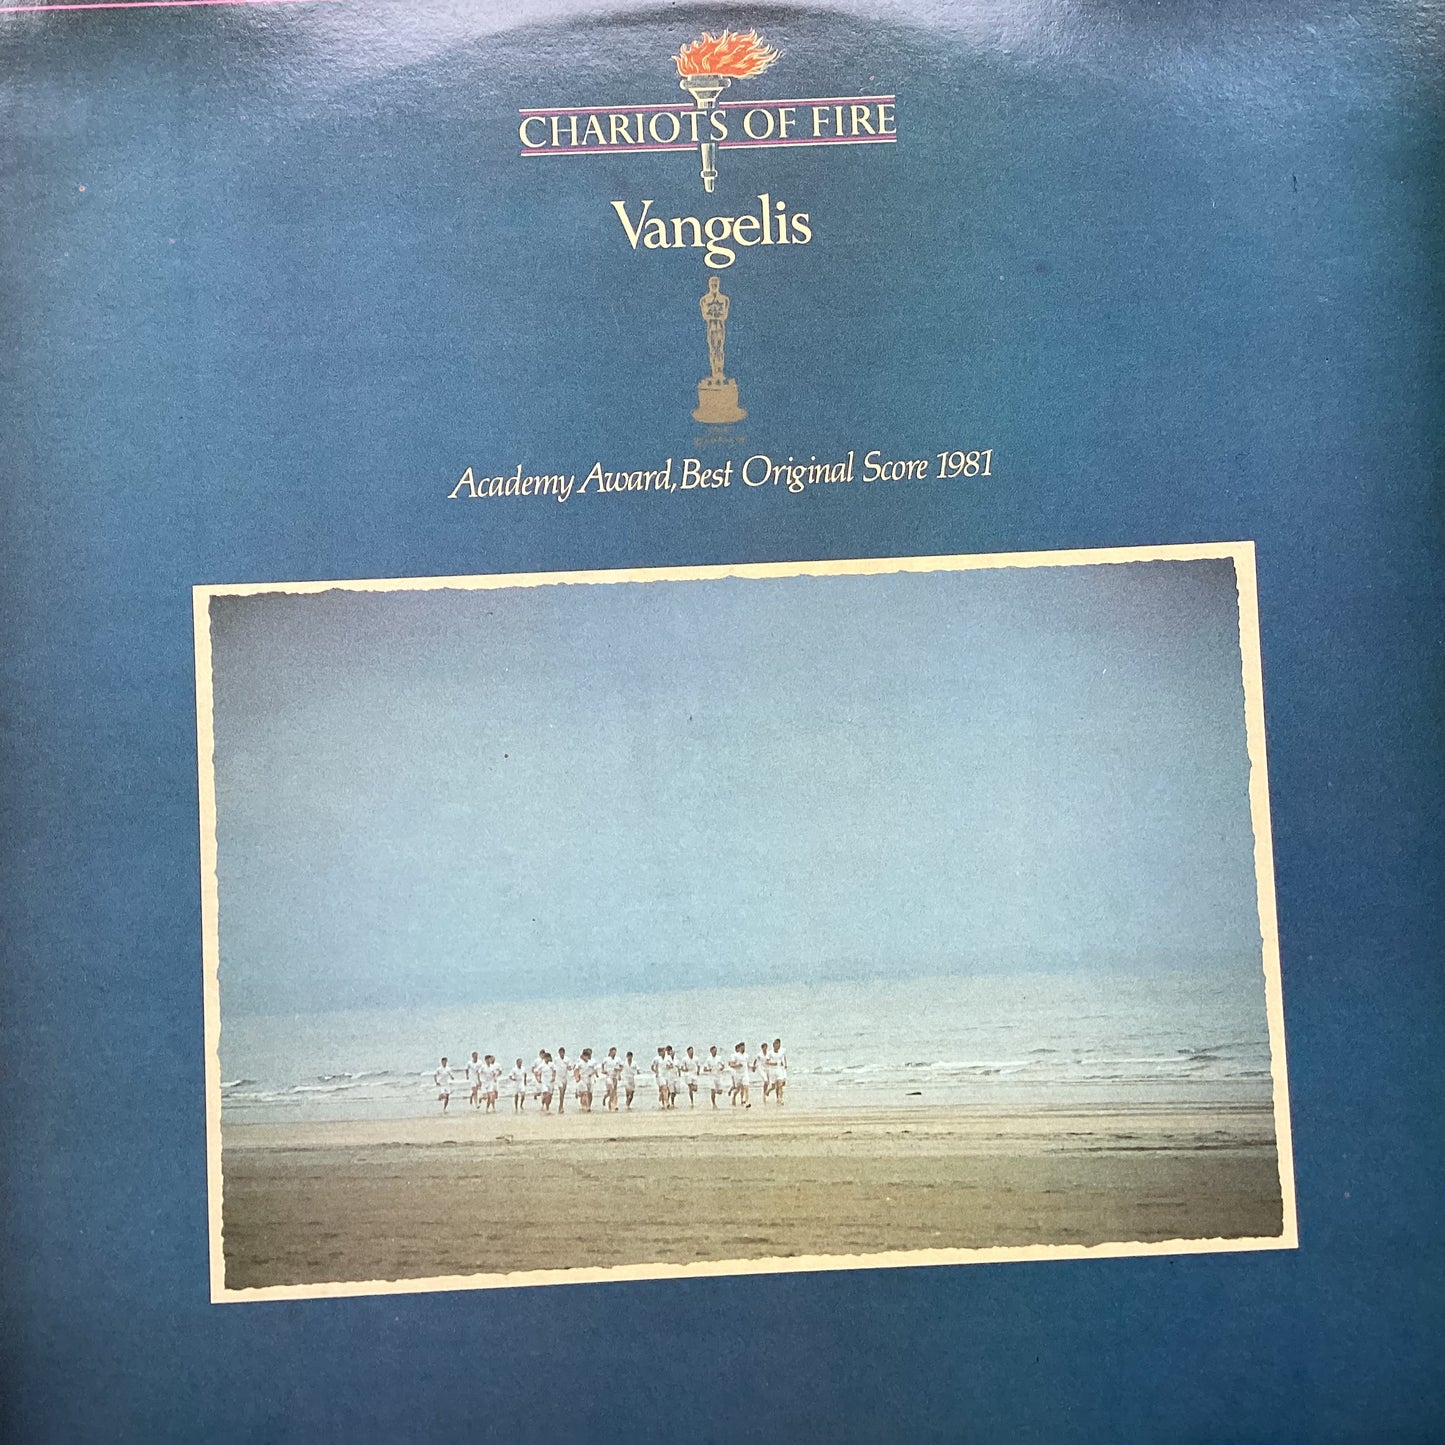 CHARIOTS OF FIRE
Vangelis
Academy Award, Best Original Score 1981